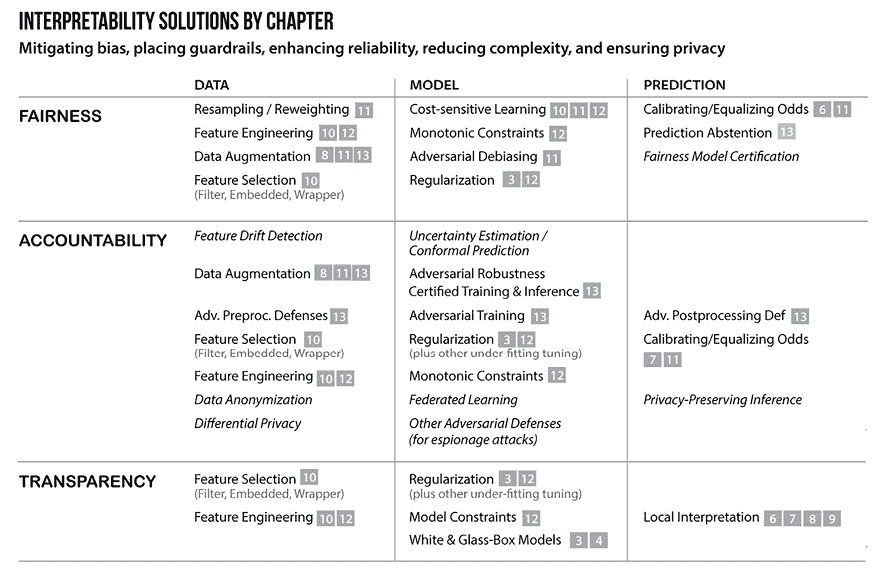 INTERPRETABILITY SOLUTIONS BY CHAPTER
Mitigating bias, placing guardrails, enhancing reliability, reducing complexity, and ensuring privacy
DATA MODEL PREDICTION
FAIRNESS
Resampling / Reweighting 11 Cost-sensitive Learning 10 11 12 Calibrating/Equalizing Odds 6 11
Feature Engineering 10 12 Monotonic Constraints 12 Prediction Abstention 13
Data Augmentation 8 11 13 Adversarial Debiasing 11 Fairness Model Certification
Feature Selection 10 Regularization 3 12
(Filter, Embedded, Wrapper)
ACCOUNTABILITY
Feature Drift Detection Uncertainty Estimation /
Conformal Prediction
Data Augmentation 8 11 13 Adversarial Robustness
Certified Training & Inference 13
Adv. Preproc. Defenses 13 Adversarial Training 13 Adv. Postprocessing Def 13
Feature Selection 10 Regularization 3 12 Calibrating/Equalizing Odds
(Filter, Embedded, Wrapper) (plus other under-fitting tuning) 7 11
Feature Engineering 10 12 Monotonic Constraints 12
Data Anonymization Federated Learning Privacy-Preserving Inference
Differential Privacy Other Adversarial Defenses
(for espionage attacks)
TRANSPARENCY
Feature Selection 10 Regularization 3 12
(Filter, Embedded, Wrapper) (plus other under-fitting tuning)
Feature Engineering 10 12 Model Constraints 12 Local Interpretation 6 7 8 9
White & Glass-Box Models 3 4